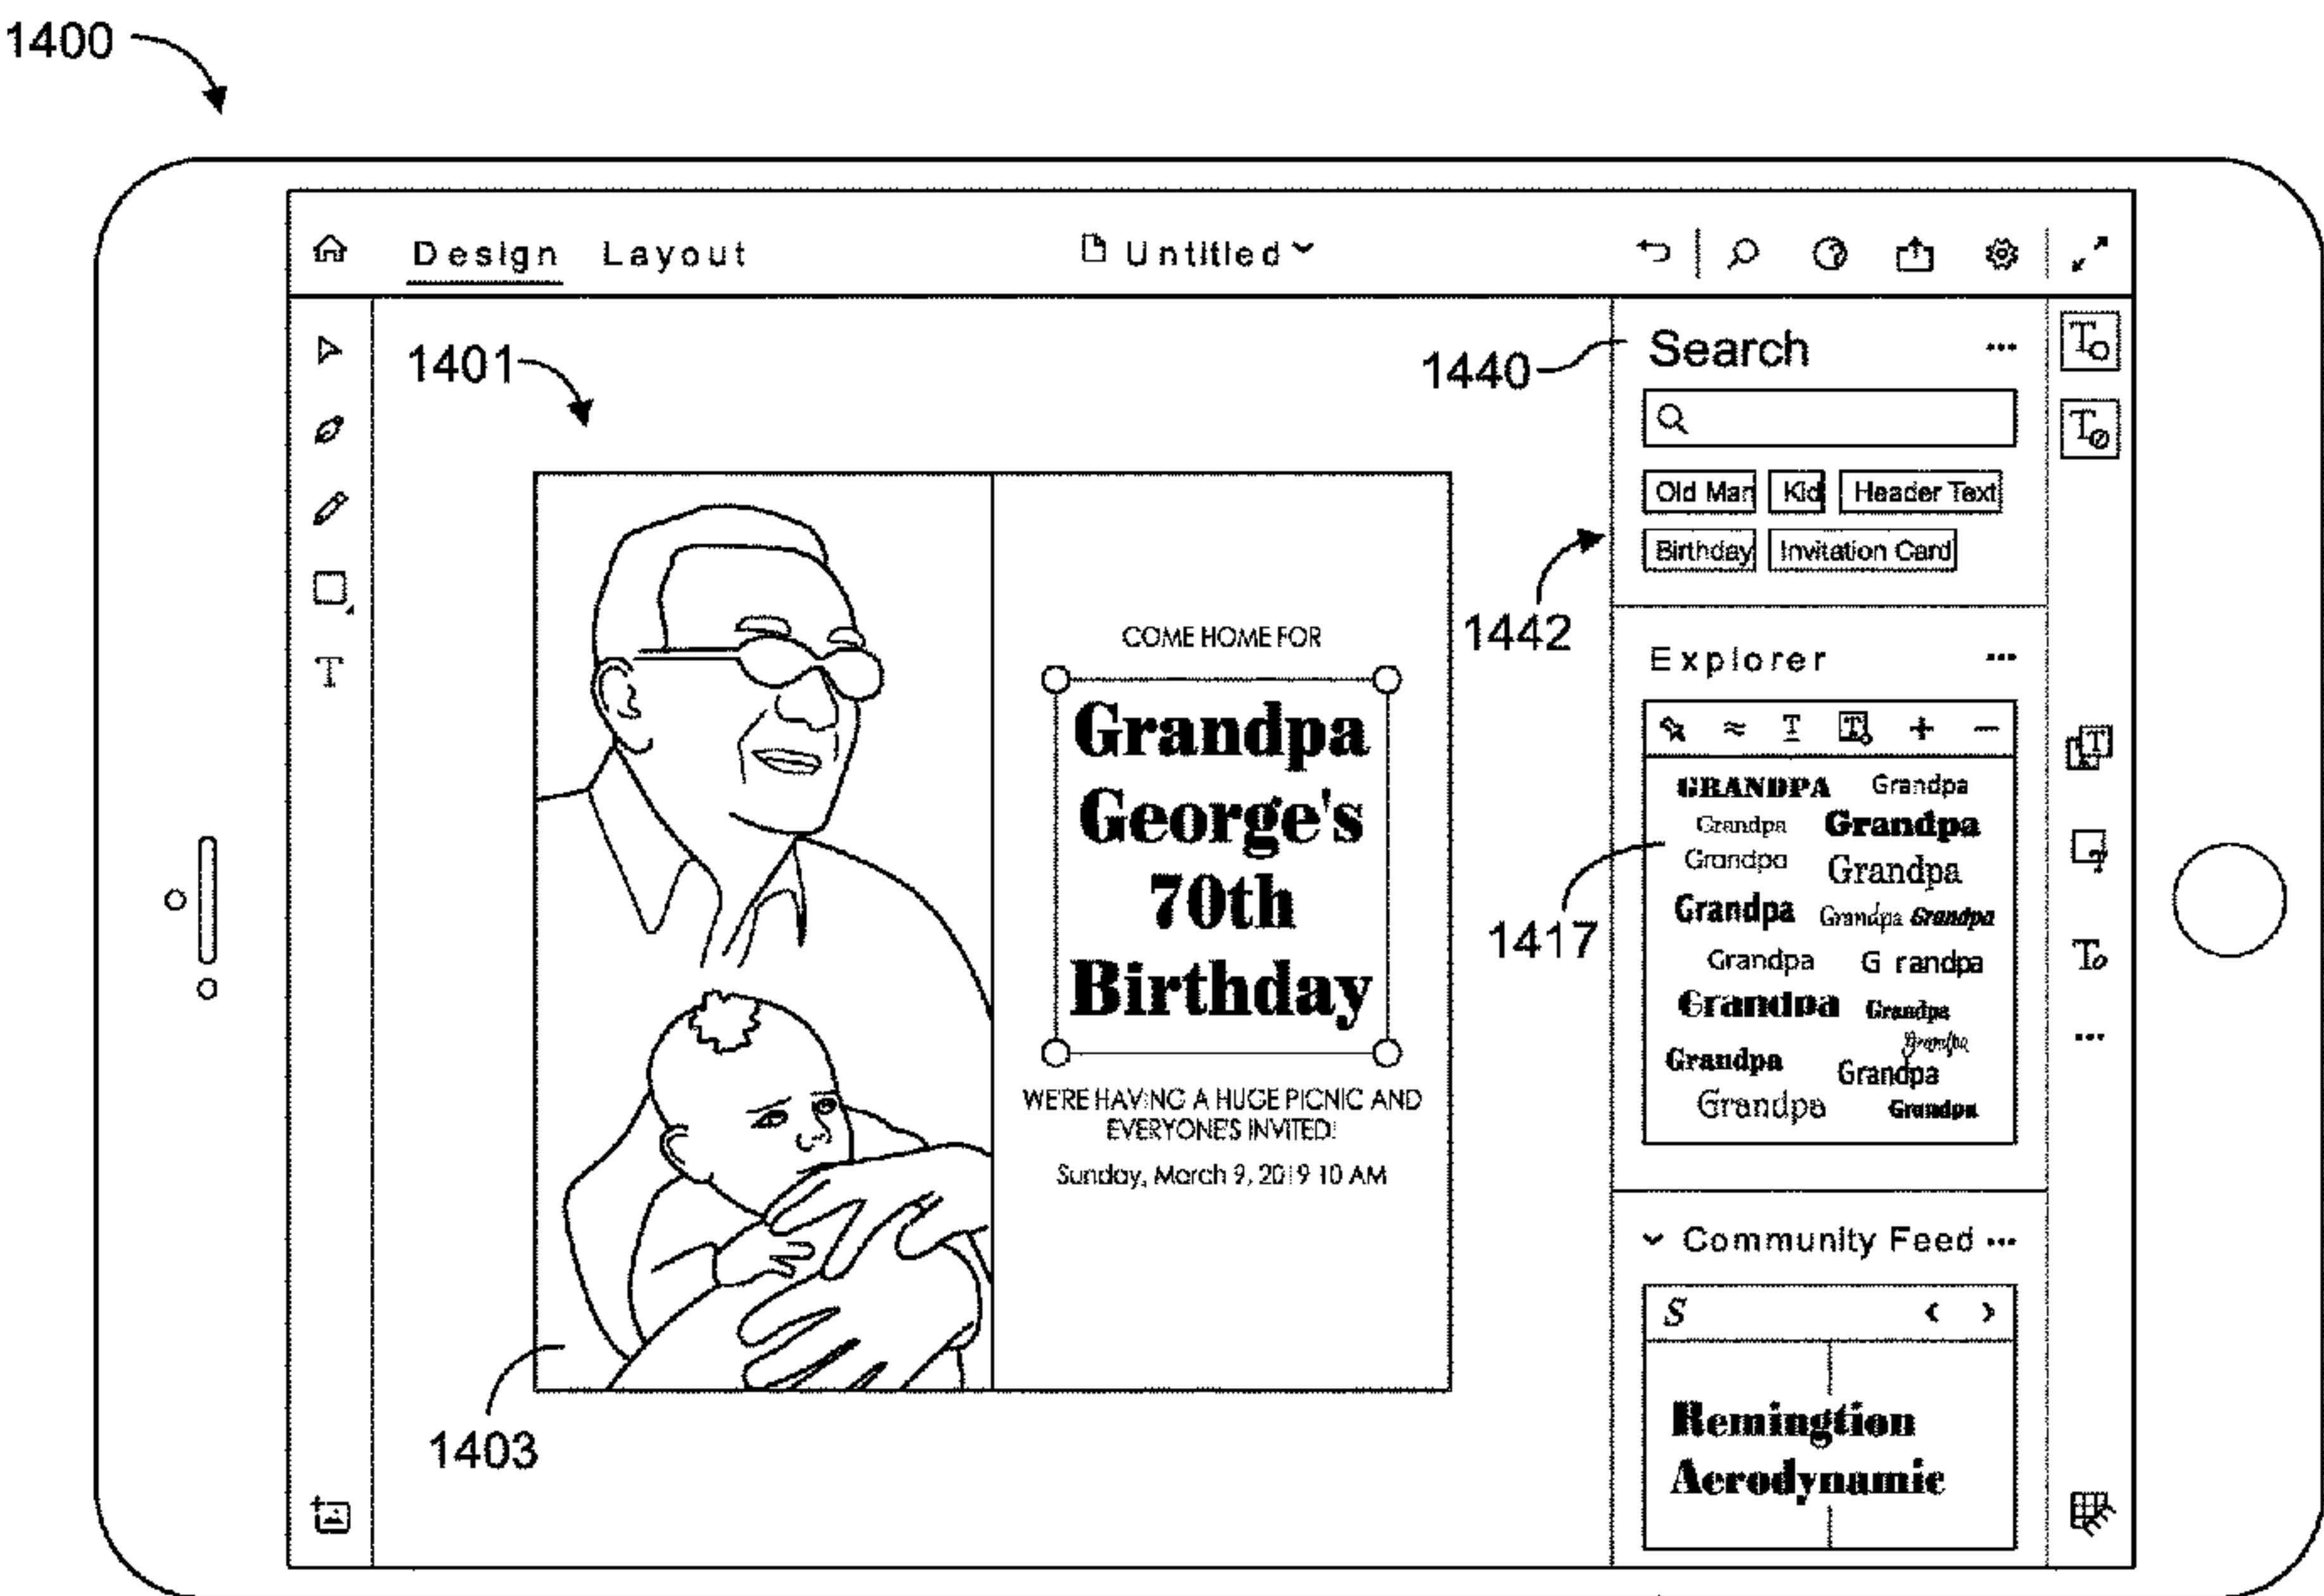 1400
Design Layout Untitled
1401
1440
Search
Old Man Kid Header Text
Birthday Invitation Card
1442
COME HOME FOR
Grandpa
George's
70th
Birthday
WE'RE HAVING A HUGE PICNIC AND
EVERYONE'S INVITED!
Sunday, March 9, 2019 10 AM
1403
Explorer
GRANDPA Grandpa
Grandpa Grandpa
Grandpa Grandpa
Grandpa Grandpa Grandpa
Grandpa G randpa
Grandpa Grandpa
Grandpa
Grandpa Grandpa
Grandpa Grandpa
1417
Community Feed
S
Remingtion
Aerodynamic